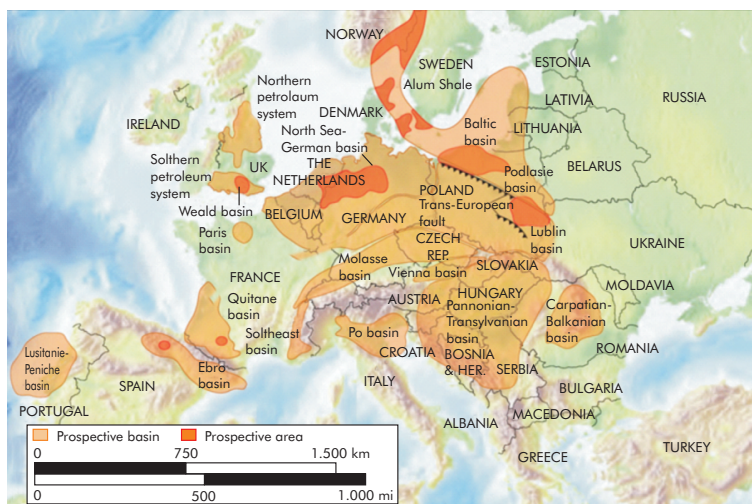 NORWAY
SWEDEN
Alum Shale
ESTONIA
LATIVIA
RUSSIA
Northern
petrolaum
system
IRELAND
DENMARK
North Sea-
German basin
Baltic
basin
LITHUANIA
Solthern
petroleum
system
UK
THE
NETHERLANDS
BELARUS
Podlasie
basin
POLAND
Trans-European
fault
Weald basin
BELGIUM
GERMANY
Paris
basin
Lublin
basin
UKRAINE
CZECH
REP.
Molasse
basin
Vienna basin
SLOVAKIA
MOLDAVIA
FRANCE
Quitane
basin
AUSTRIA
HUNGARY
Pannonian-
Transylvanian
basin
Carpatian-
Balkanian
basin
Soltheast
basin
Po basin
CROATIA
ROMANIA
Lusitanie-
Peniche
basin
Ebro
basin
BOSNIA
& HER.
SERBIA
SPAIN
ITALY
BULGARIA
PORTUGAL
ALBANIA
MACEDONIA
GREECE
TURKEY
Prospective basin
Prospective area
0 750 1.500 km
0 500 1.000 mi